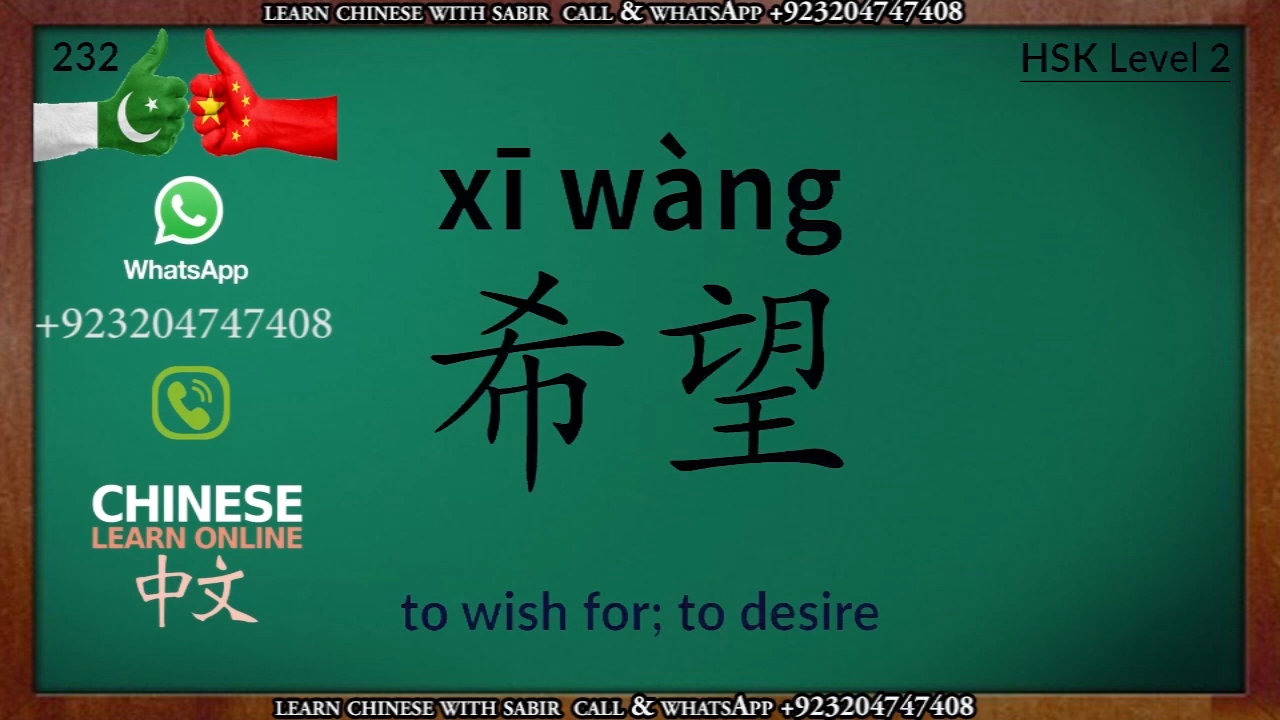 LEARN CHINESE WITH SABIR CALL & WHATSAPP +923204747408
232
HSK Level 2
xī wàng
希望
WhatsApp
+923204747408
CHINESE
LEARN ONLINE
中文
to wish for; to desire
LEARN CHINESE WITH SABIR CALL & WHATSAPP +923204747408